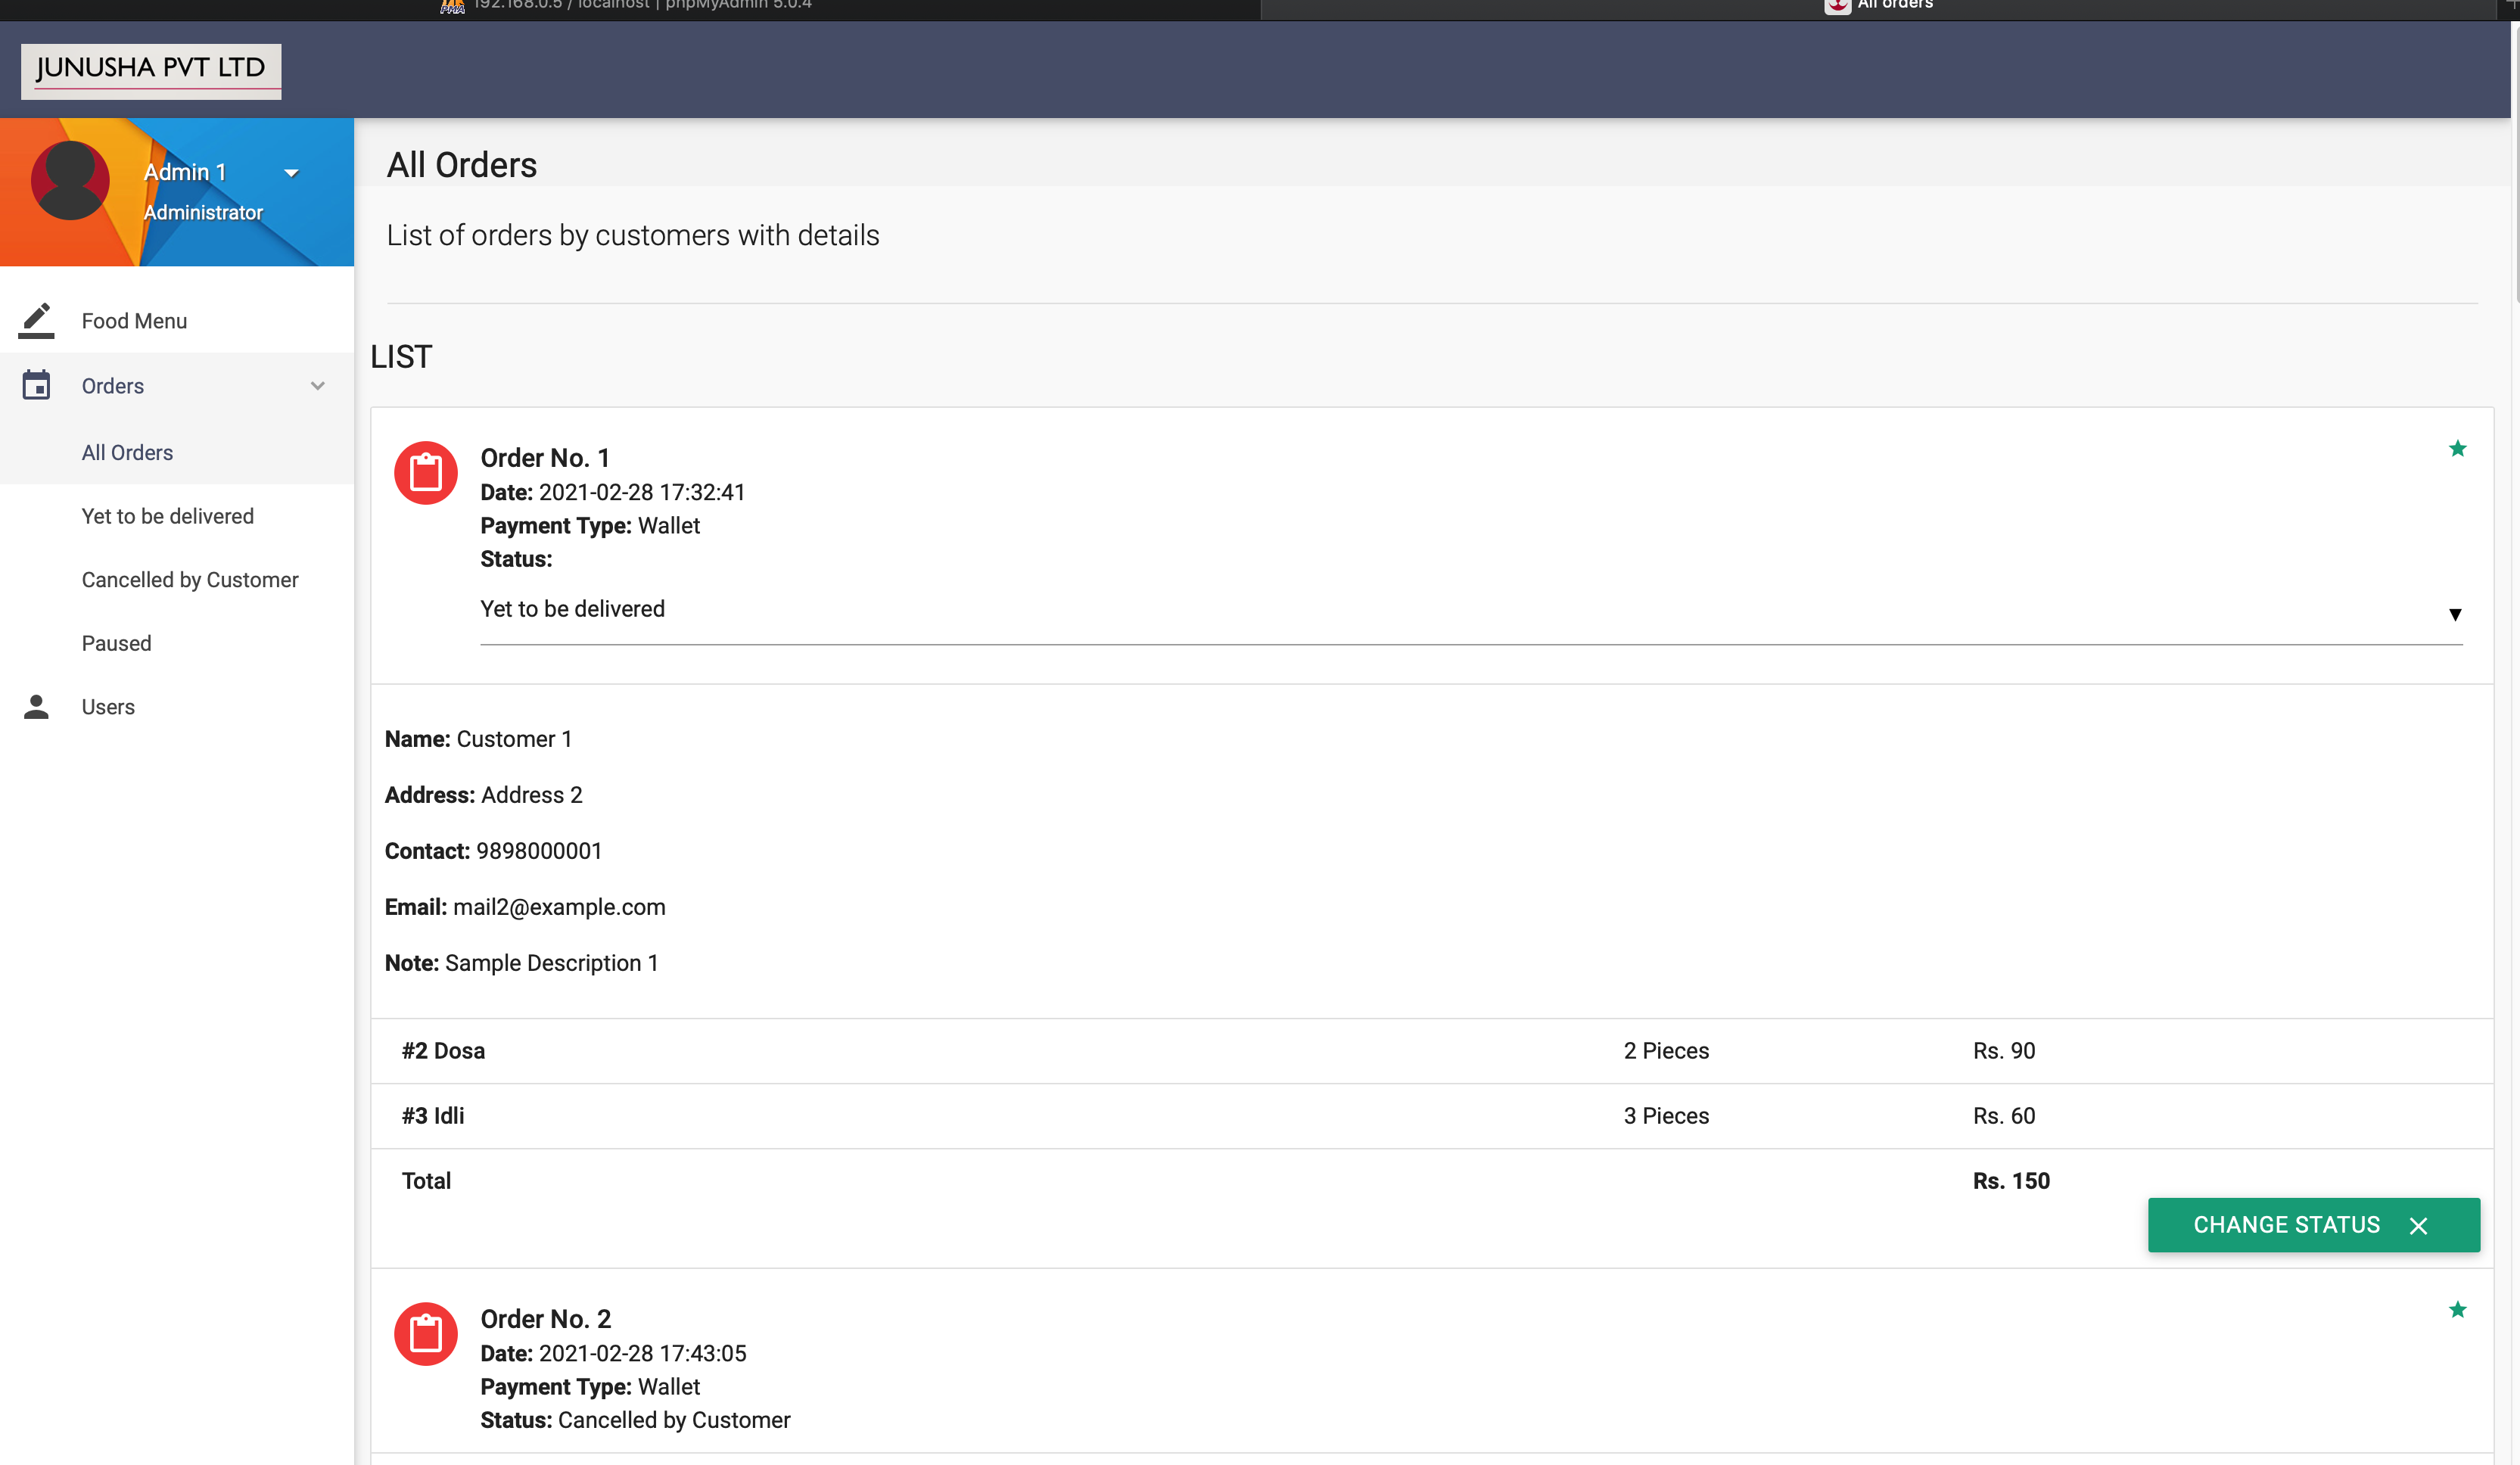 192.168.0.5 / localhost | phpMyAdmin 5.0.4
All orders
JUNUSHA PVT LTD
Admin 1
Administrator
Food Menu
Orders
All Orders
Yet to be delivered
Cancelled by Customer
Paused
Users
All Orders
List of orders by customers with details
LIST
Order No. 1
Date: 2021-02-28 17:32:41
Payment Type: Wallet
Status:
Yet to be delivered
Name: Customer 1
Address: Address 2
Contact: 9898000001
Email: mail2@example.com
Note: Sample Description 1
#2 Dosa 2 Pieces Rs. 90
#3 Idli 3 Pieces Rs. 60
Total Rs. 150
CHANGE STATUS
Order No. 2
Date: 2021-02-28 17:43:05
Payment Type: Wallet
Status: Cancelled by Customer